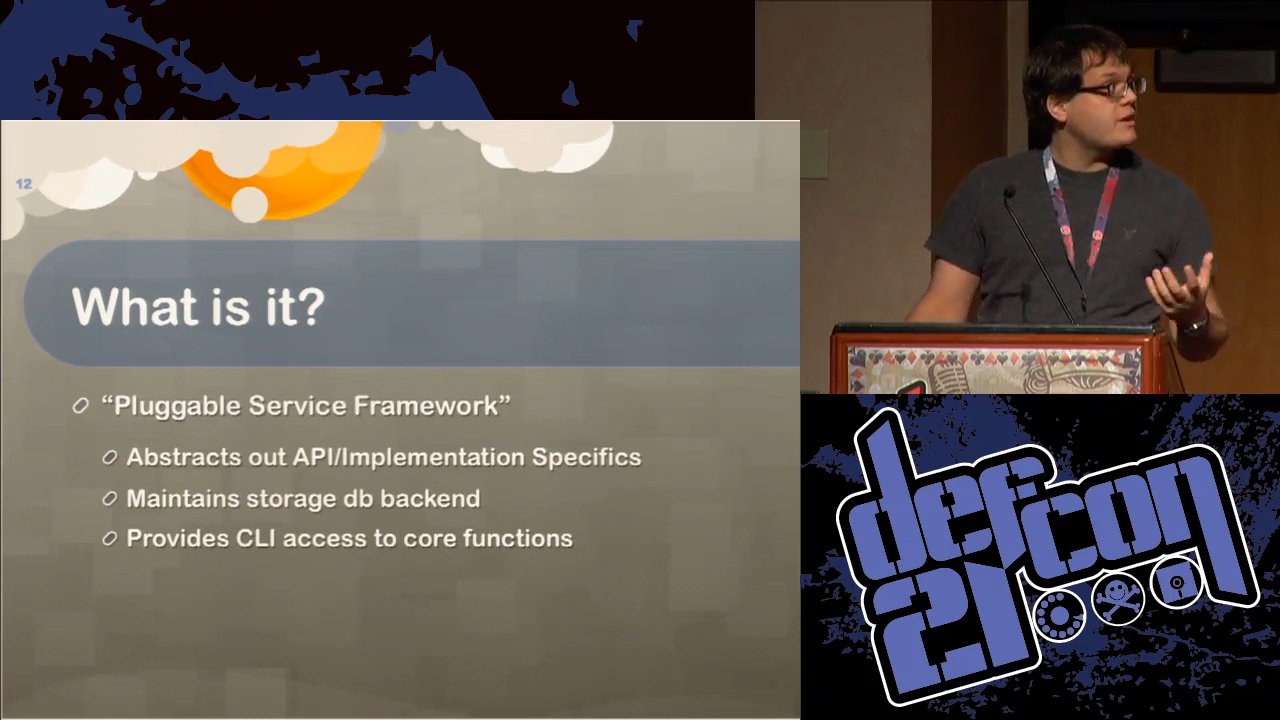 12
What is it?
“Pluggable Service Framework”
Abstracts out API/Implementation Specifics
Maintains storage db backend
Provides CLI access to core functions
defcon
21